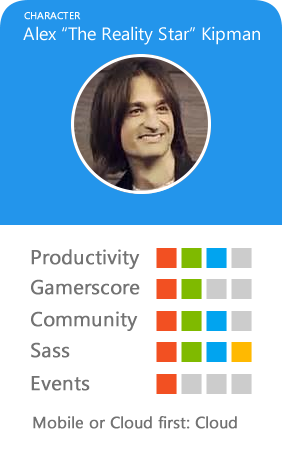 CHARACTER
Alex “The Reality Star” Kipman
Productivity
Gamerscore
Community
Sass
Events
Mobile or Cloud first: Cloud